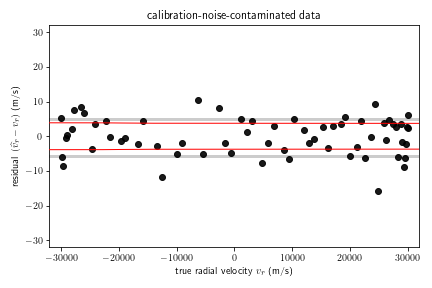 calibration-noise-contaminated data
30
20
10
0
−10
−20
−30
residual (v̂ᵣ − vᵣ) (m/s)
−30000 −20000 −10000 0 10000 20000 30000
true radial velocity vᵣ (m/s)